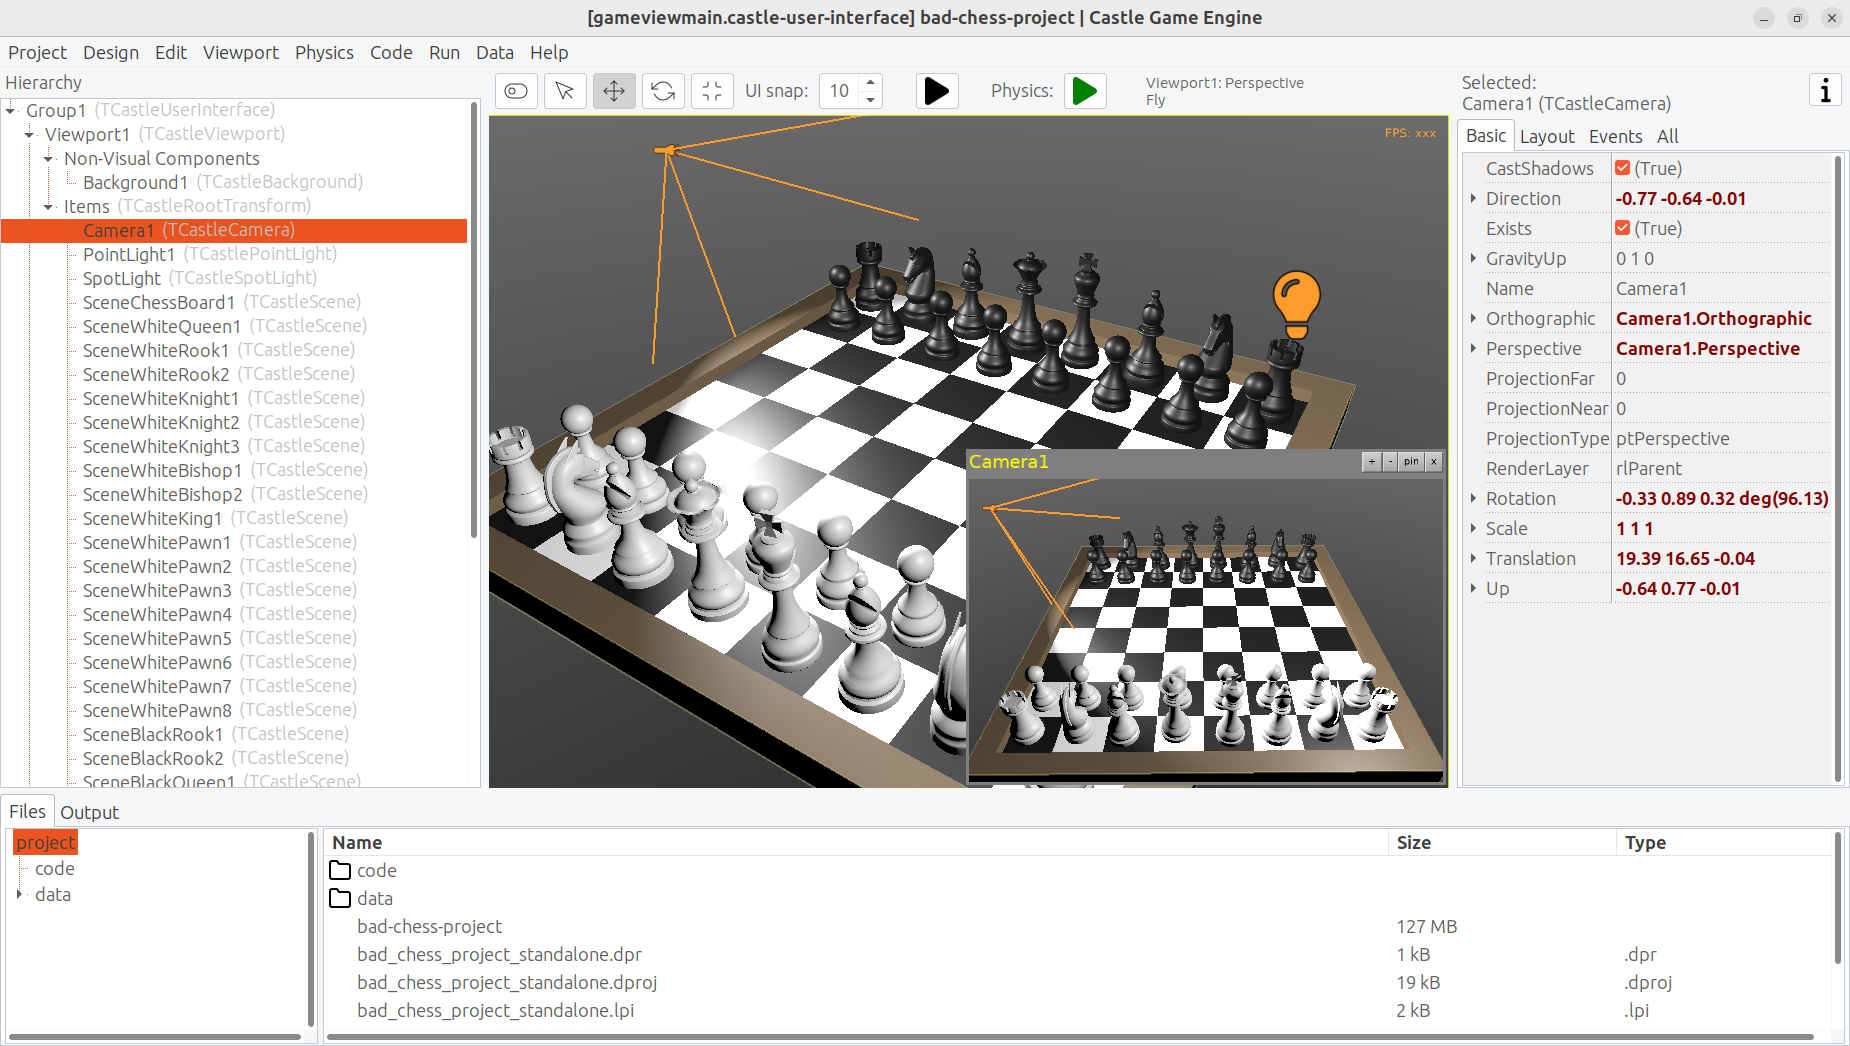 [gameviewmain.castle-user-interface] bad-chess-project | Castle Game Engine
Project Design Edit Viewport Physics Code Run Data Help
Hierarchy
Group1 (TCastleUserInterface)
Viewport1 (TCastleViewport)
Non-Visual Components
Background1 (TCastleBackground)
Items (TCastleRootTransform)
Camera1 (TCastleCamera)
PointLight1 (TCastlePointLight)
SpotLight (TCastleSpotLight)
SceneChessBoard1 (TCastleScene)
SceneWhiteQueen1 (TCastleScene)
SceneWhiteRook1 (TCastleScene)
SceneWhiteRook2 (TCastleScene)
SceneWhiteKnight1 (TCastleScene)
SceneWhiteKnight2 (TCastleScene)
SceneWhiteKnight3 (TCastleScene)
SceneWhiteBishop1 (TCastleScene)
SceneWhiteBishop2 (TCastleScene)
SceneWhiteKing1 (TCastleScene)
SceneWhitePawn1 (TCastleScene)
SceneWhitePawn2 (TCastleScene)
SceneWhitePawn3 (TCastleScene)
SceneWhitePawn4 (TCastleScene)
SceneWhitePawn5 (TCastleScene)
SceneWhitePawn6 (TCastleScene)
SceneWhitePawn7 (TCastleScene)
SceneWhitePawn8 (TCastleScene)
SceneBlackRook1 (TCastleScene)
SceneBlackRook2 (TCastleScene)
SceneBlackQueen1 (TCastleScene)
UI snap: 10 Physics: Viewport1: Perspective
Fly
FPS: xxx
Camera1 + - pin x
Selected:
Camera1 (TCastleCamera)
i
Basic Layout Events All
CastShadows (True)
Direction -0.77 -0.64 -0.01
Exists (True)
GravityUp 0 1 0
Name Camera1
Orthographic Camera1.Orthographic
Perspective Camera1.Perspective
ProjectionFar 0
ProjectionNear 0
ProjectionType ptPerspective
RenderLayer rlParent
Rotation -0.33 0.89 0.32 deg(96.13)
Scale 1 1 1
Translation 19.39 16.65 -0.04
Up -0.64 0.77 -0.01
Files Output
project
code
data
Name Size Type
code
data
bad-chess-project 127 MB
bad_chess_project_standalone.dpr 1 kB .dpr
bad_chess_project_standalone.dproj 19 kB .dproj
bad_chess_project_standalone.lpi 2 kB .lpi